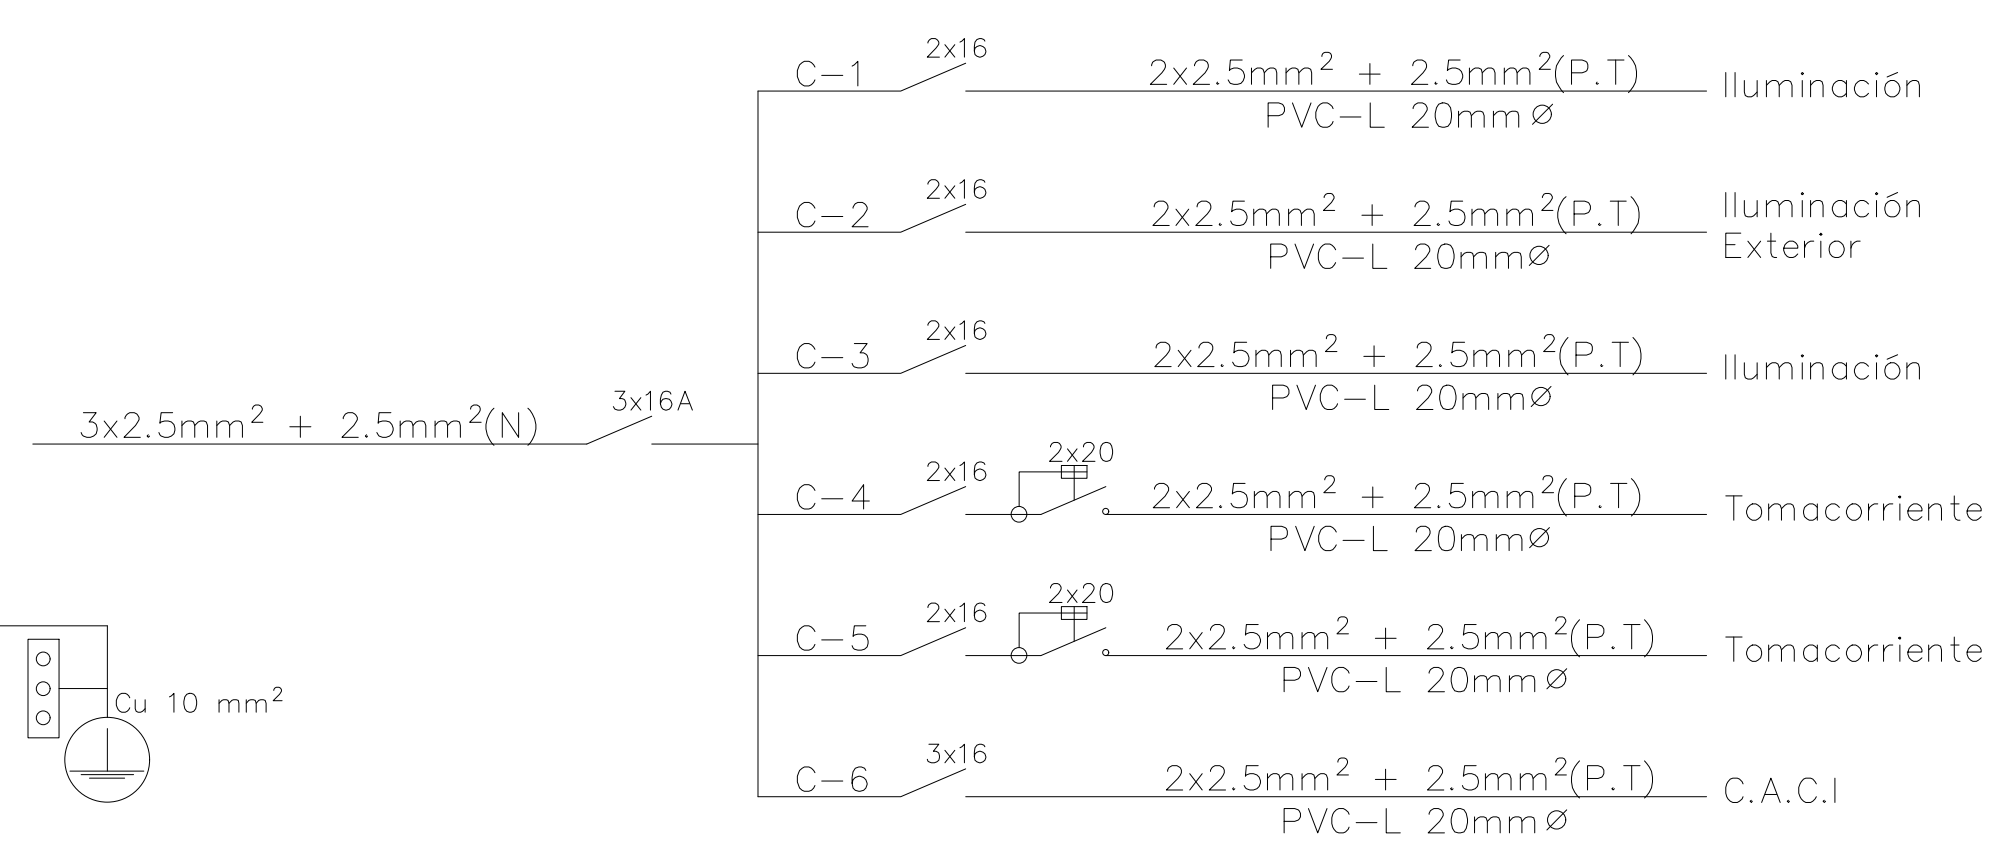 2x16
C-1
2x2.5mm² + 2.5mm²(P.T)
PVC-L 20mmØ
Iluminación
2x16
C-2
2x2.5mm² + 2.5mm²(P.T)
PVC-L 20mmØ
Iluminación
Exterior
2x16
C-3
2x2.5mm² + 2.5mm²(P.T)
PVC-L 20mmØ
Iluminación
3x2.5mm² + 2.5mm²(N)
3x16A
2x16
2x20
C-4
2x2.5mm² + 2.5mm²(P.T)
PVC-L 20mmØ
Tomacorriente
2x16
2x20
C-5
2x2.5mm² + 2.5mm²(P.T)
PVC-L 20mmØ
Tomacorriente
Cu 10 mm²
3x16
C-6
2x2.5mm² + 2.5mm²(P.T)
PVC-L 20mmØ
C.A.C.I